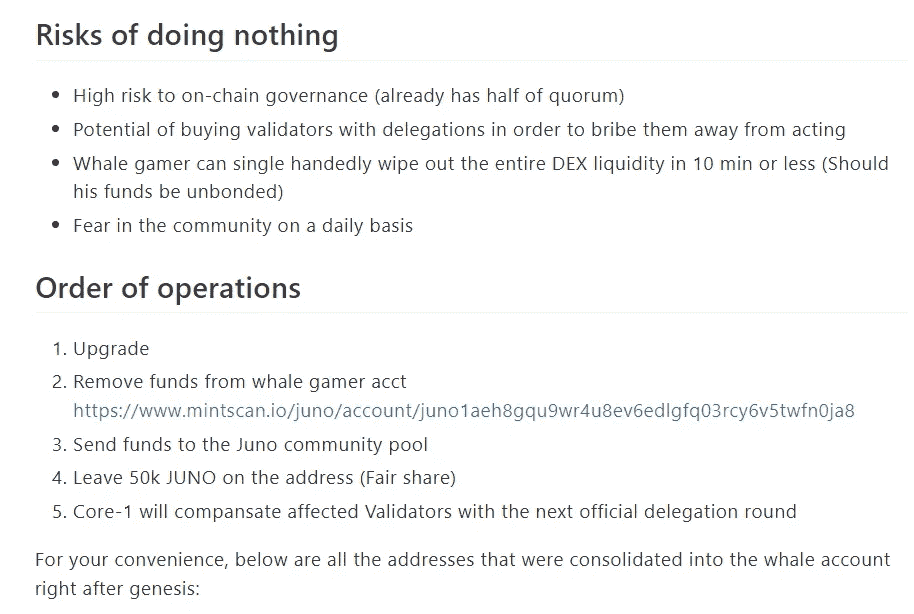 Risks of doing nothing
• High risk to on-chain governance (already has half of quorum)
• Potential of buying validators with delegations in order to bribe them away from acting
• Whale gamer can single handedly wipe out the entire DEX liquidity in 10 min or less (Should
his funds be unbonded)
• Fear in the community on a daily basis
Order of operations
1. Upgrade
2. Remove funds from whale gamer acct
https://www.mintscan.io/juno/account/juno1aeh8gqu9wr4u8ev6edlgfq03rcy6v5twfn0ja8
3. Send funds to the Juno community pool
4. Leave 50k JUNO on the address (Fair share)
5. Core-1 will compansate affected Validators with the next official delegation round
For your convenience, below are all the addresses that were consolidated into the whale account
right after genesis: